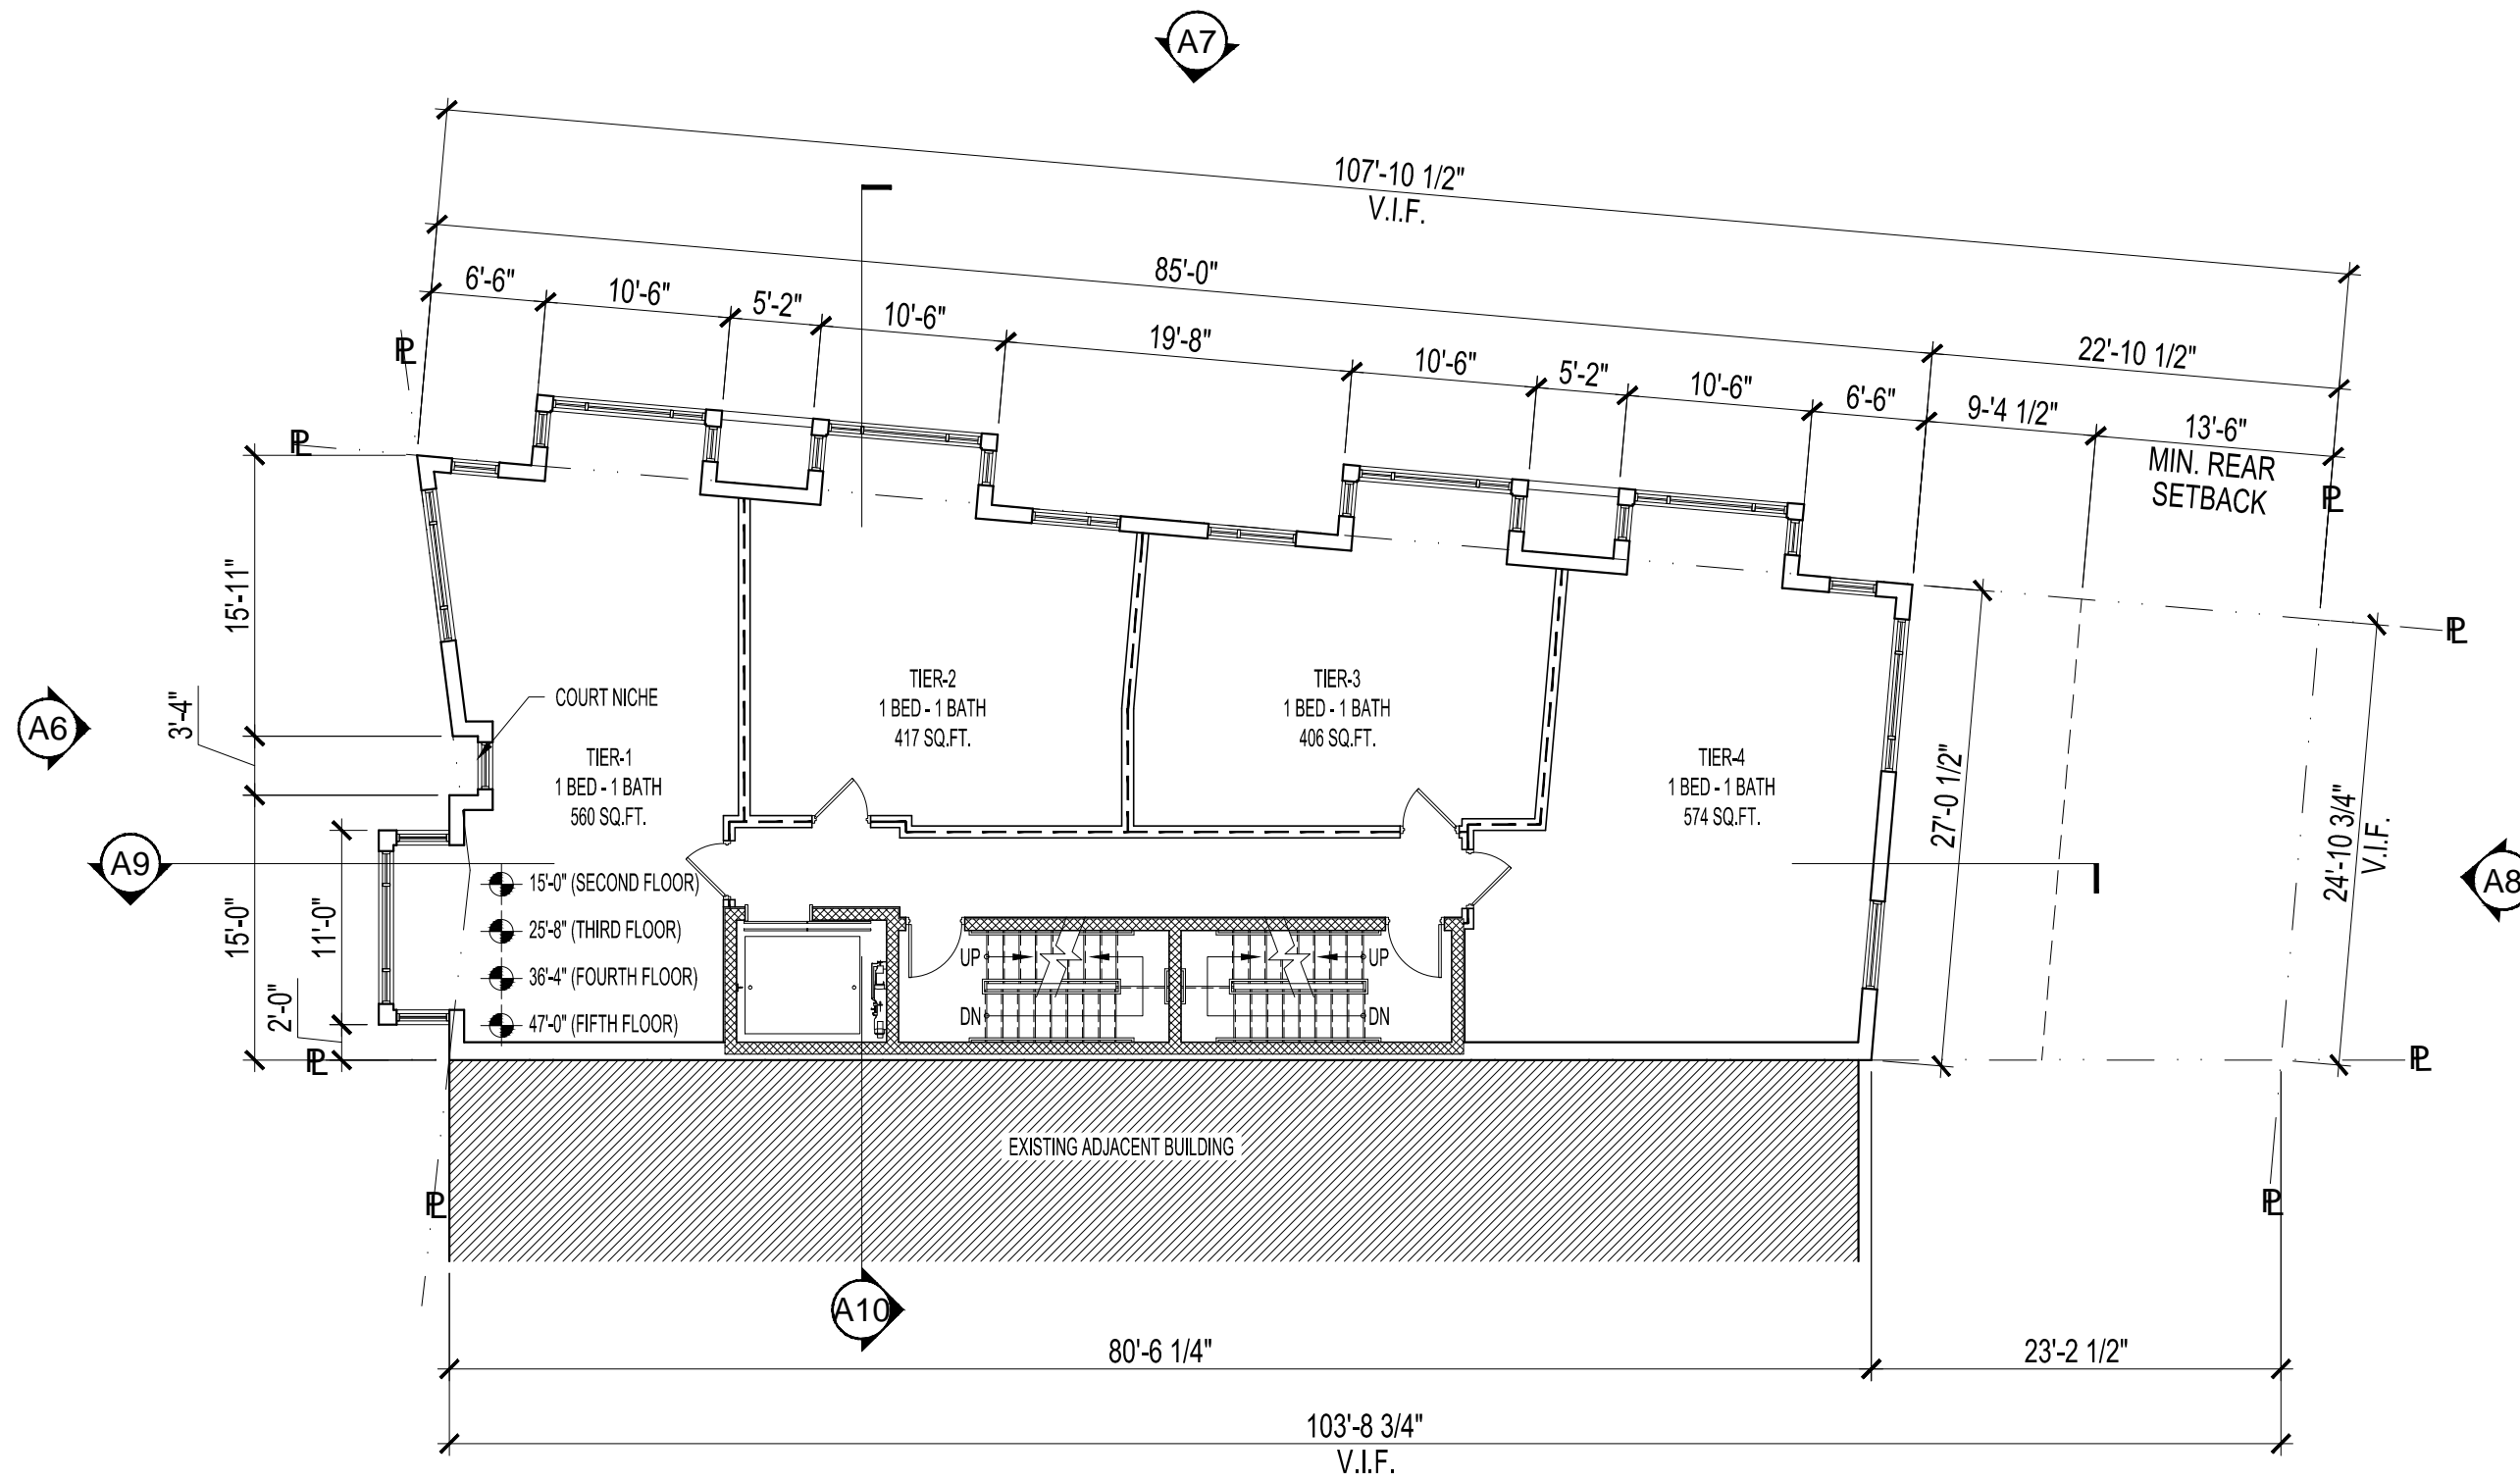 A7
107'-10 1/2"
V.I.F.
85'-0"
22'-10 1/2"
6'-6"
10'-6"
5'-2"
10'-6"
19'-8"
10'-6"
5'-2"
10'-6"
6'-6"
9-'4 1/2"
13'-6"
MIN. REAR
SETBACK
PL
PL
PL
PL
15'-11"
3'-4"
15'-0"
11'-0"
2'-0"
A6
A9
A8
COURT NICHE
TIER-1
1 BED - 1 BATH
560 SQ.FT.
TIER-2
1 BED - 1 BATH
417 SQ.FT.
TIER-3
1 BED - 1 BATH
406 SQ.FT.
TIER-4
1 BED - 1 BATH
574 SQ.FT.
27'-0 1/2"
24'-10 3/4"
V.I.F.
15'-0" (SECOND FLOOR)
25'-8" (THIRD FLOOR)
36'-4" (FOURTH FLOOR)
47'-0" (FIFTH FLOOR)
UP
DN
UP
DN
PL
PL
EXISTING ADJACENT BUILDING
PL
PL
A10
80'-6 1/4"
23'-2 1/2"
103'-8 3/4"
V.I.F.